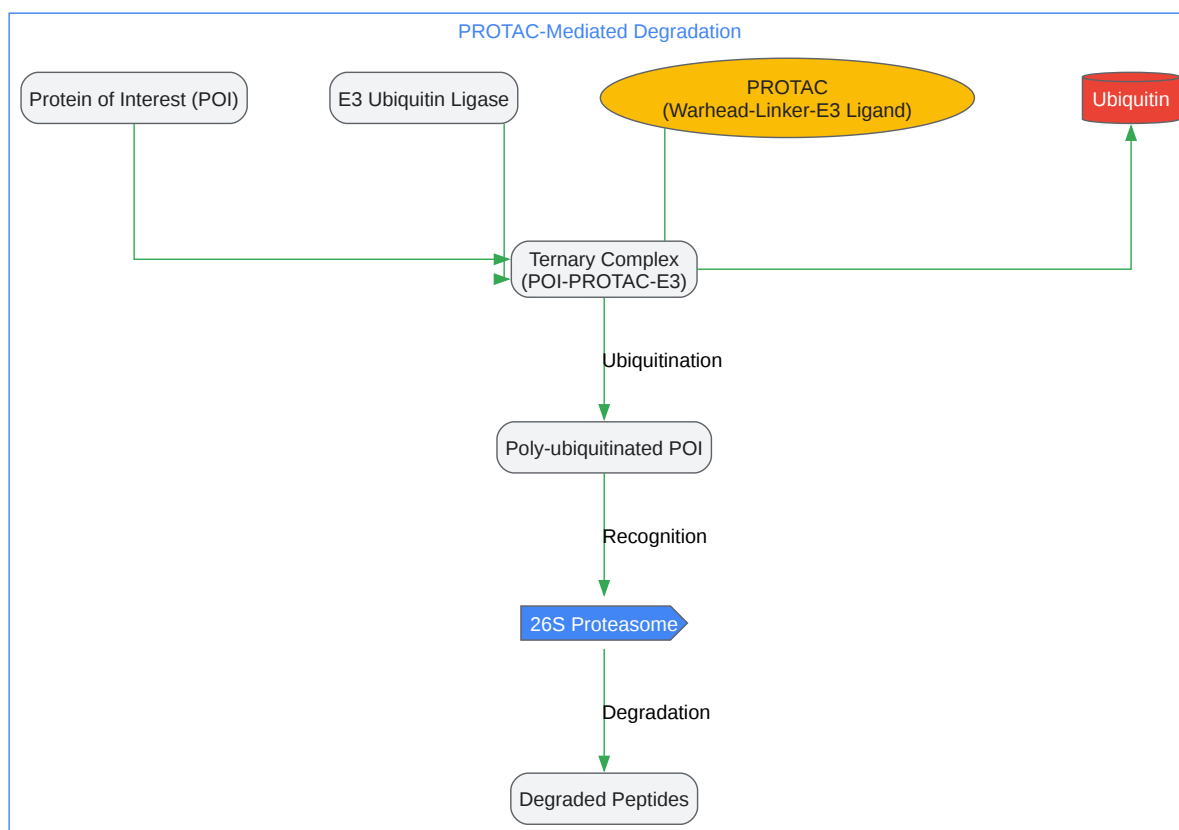 PROTAC-Mediated Degradation
Protein of Interest (POI)
E3 Ubiquitin Ligase
PROTAC
(Warhead-Linker-E3 Ligand)
Ubiquitin
Ternary Complex
(POI-PROTAC-E3)
Ubiquitination
Poly-ubiquitinated POI
Recognition
26S Proteasome
Degradation
Degraded Peptides